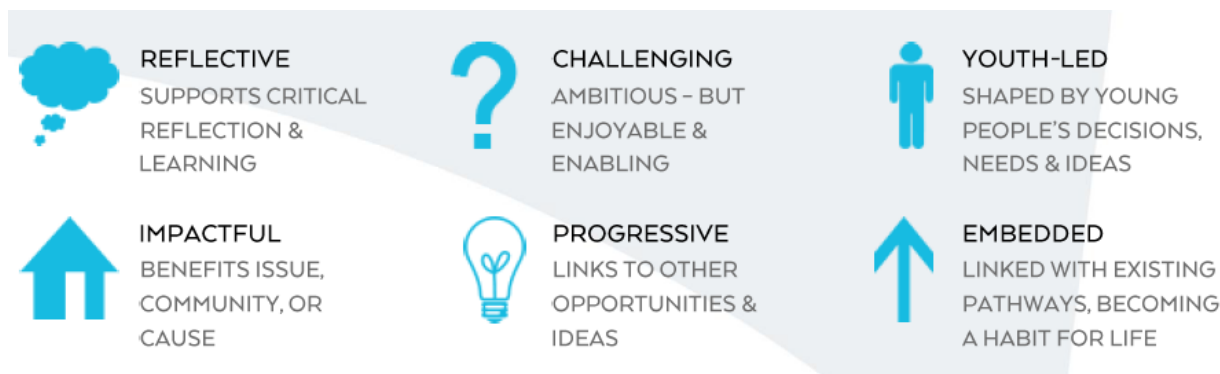 REFLECTIVE
SUPPORTS CRITICAL
REFLECTION &
LEARNING
CHALLENGING
AMBITIOUS – BUT
ENJOYABLE &
ENABLING
YOUTH-LED
SHAPED BY YOUNG
PEOPLE'S DECISIONS,
NEEDS & IDEAS
IMPACTFUL
BENEFITS ISSUE,
COMMUNITY, OR
CAUSE
PROGRESSIVE
LINKS TO OTHER
OPPORTUNITIES &
IDEAS
EMBEDDED
LINKED WITH EXISTING
PATHWAYS, BECOMING
A HABIT FOR LIFE